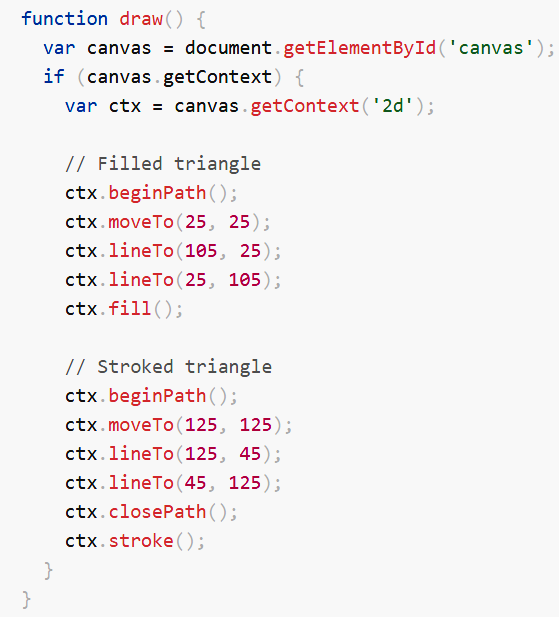 function draw() {
  var canvas = document.getElementById('canvas');
  if (canvas.getContext) {
    var ctx = canvas.getContext('2d');

    // Filled triangle
    ctx.beginPath();
    ctx.moveTo(25, 25);
    ctx.lineTo(105, 25);
    ctx.lineTo(25, 105);
    ctx.fill();

    // Stroked triangle
    ctx.beginPath();
    ctx.moveTo(125, 125);
    ctx.lineTo(125, 45);
    ctx.lineTo(45, 125);
    ctx.closePath();
    ctx.stroke();
  }
}